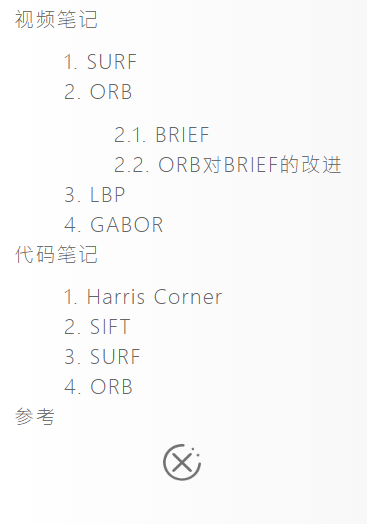 视频笔记
1. SURF
2. ORB
2.1. BRIEF
2.2. ORB对BRIEF的改进
3. LBP
4. GABOR
代码笔记
1. Harris Corner
2. SIFT
3. SURF
4. ORB
参考